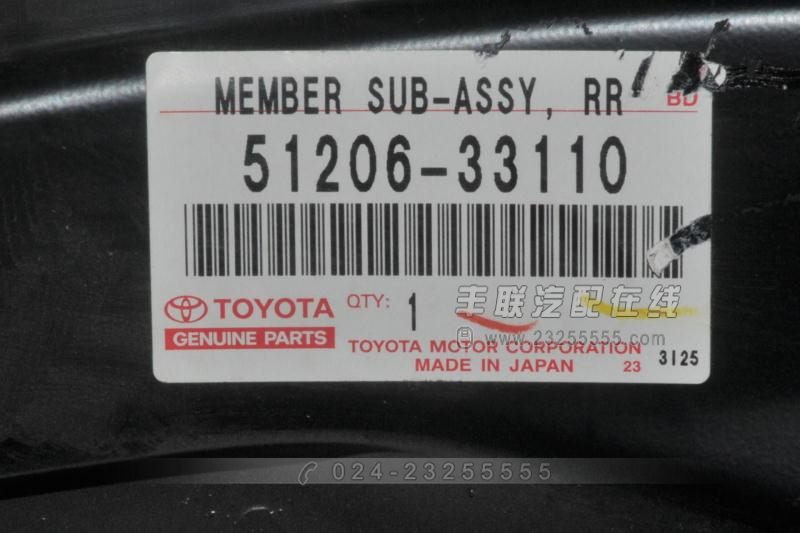 MEMBER SUB-ASSY, RR
BD
51206-33110
TOYOTA QTY: 1 丰联汽配在线
GENUINE PARTS www.23255555.com
TOYOTA MOTOR CORPORATION
MADE IN JAPAN 23 3125
024-23255555